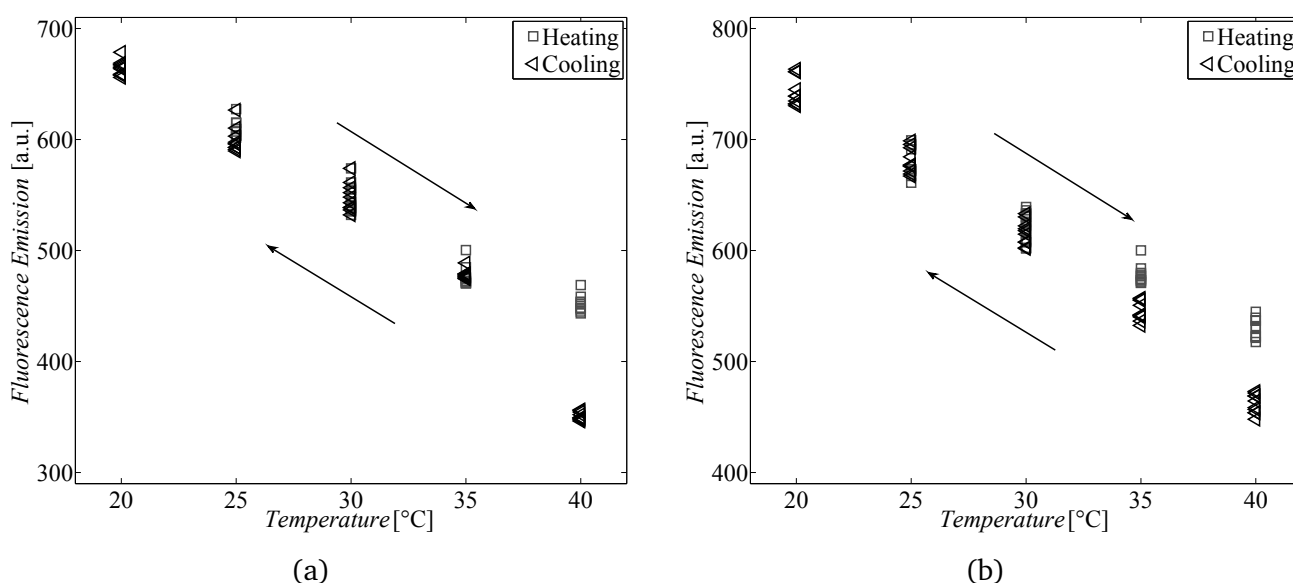 700
600
500
400
300
Fluorescence Emission [a.u.]
Heating
Cooling
20 25 30 35 40
Temperature [°C]
(a)
800
700
600
500
400
Fluorescence Emission [a.u.]
Heating
Cooling
20 25 30 35 40
Temperature [°C]
(b)